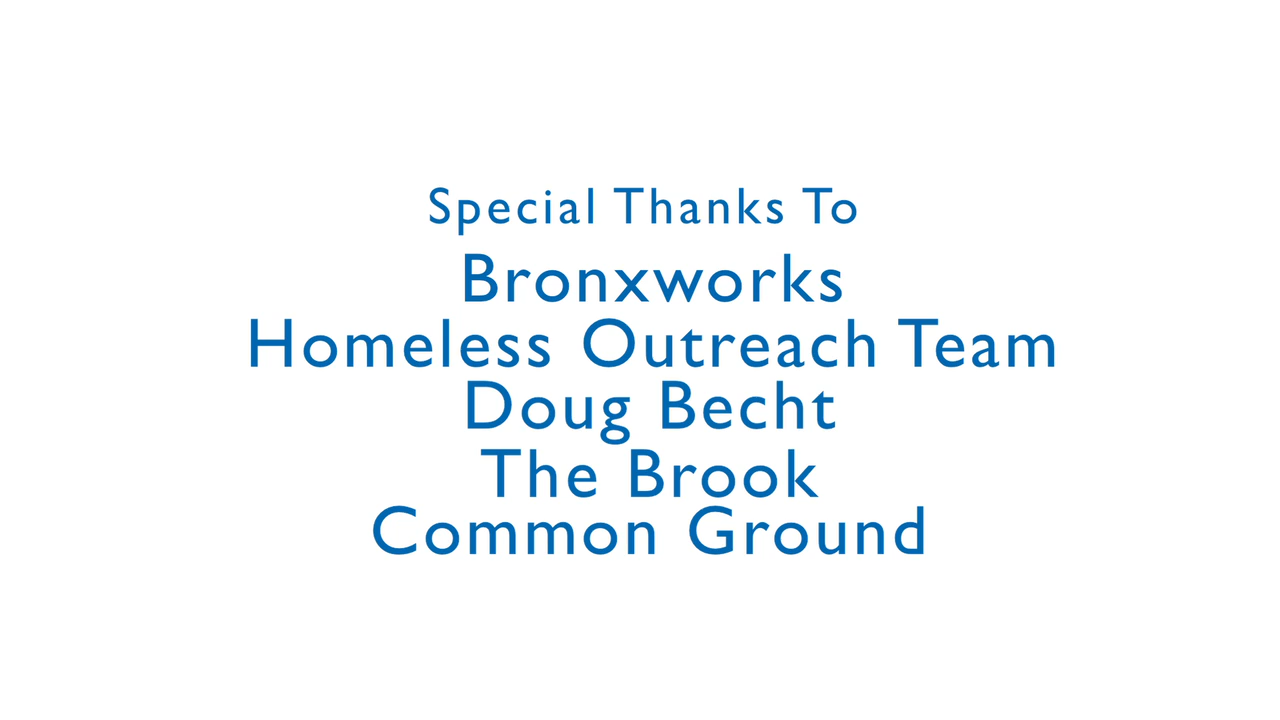 Special Thanks To
Bronxworks
Homeless Outreach Team
Doug Becht
The Brook
Common Ground